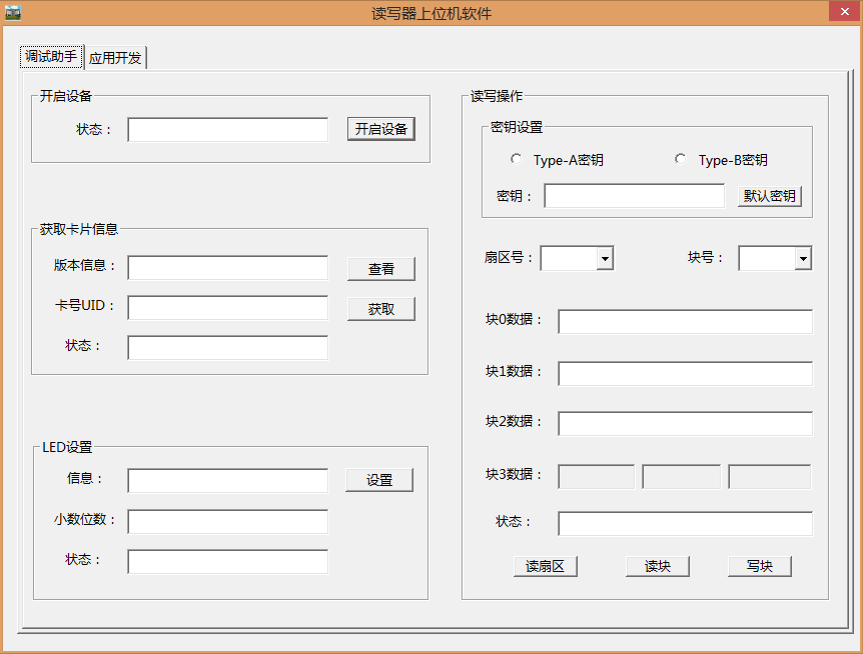 读写器上位机软件
调试助手 应用开发
开启设备
状态： 开启设备
获取卡片信息
版本信息： 查看
卡号UID： 获取
状态：
LED设置
信息： 设置
小数位数：
状态：
读写操作
密钥设置
Type-A密钥 Type-B密钥
密钥： 默认密钥
扇区号： 块号：
块0数据：
块1数据：
块2数据：
块3数据：
状态：
读扇区 读块 写块